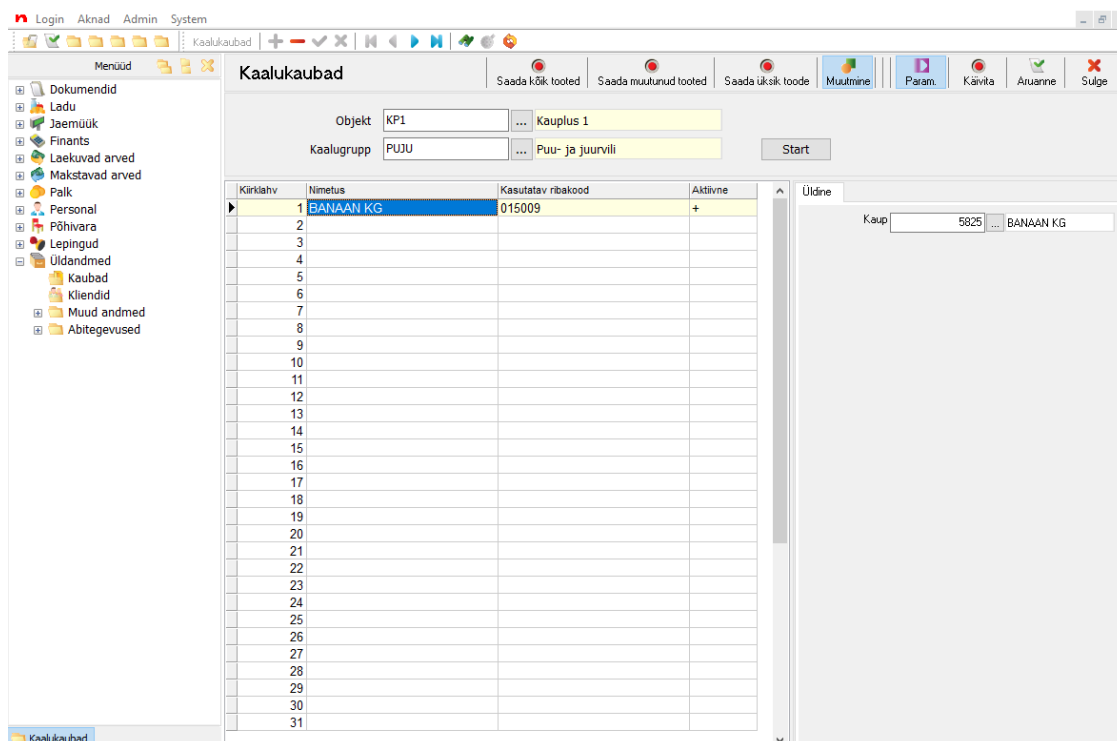 Login Aknad Admin System
Kaalukaubad
Menüüd
Dokumendid
Ladu
Jaemüük
Finants
Laekuvad arved
Makstavad arved
Palk
Personal
Põhivara
Lepingud
Üldandmed
Kaubad
Kliendid
Muud andmed
Abitegevused
Kaalukaubad
Kaalukaubad
Saada kõik tooted
Saada muutunud tooted
Saada üksik toode
Muutmine
Param.
Käivita
Aruanne
Sulge
Objekt KP1 ... Kauplus 1
Kaalugrupp PUJU ... Puu- ja juurvili Start
Kiirklahv Nimetus Kasutatav ribakood Aktiivne
1 BANAAN KG 015009 +
2
3
4
5
6
7
8
9
10
11
12
13
14
15
16
17
18
19
20
21
22
23
24
25
26
27
28
29
30
31
Üldine
Kaup 5825 ... BANAAN KG